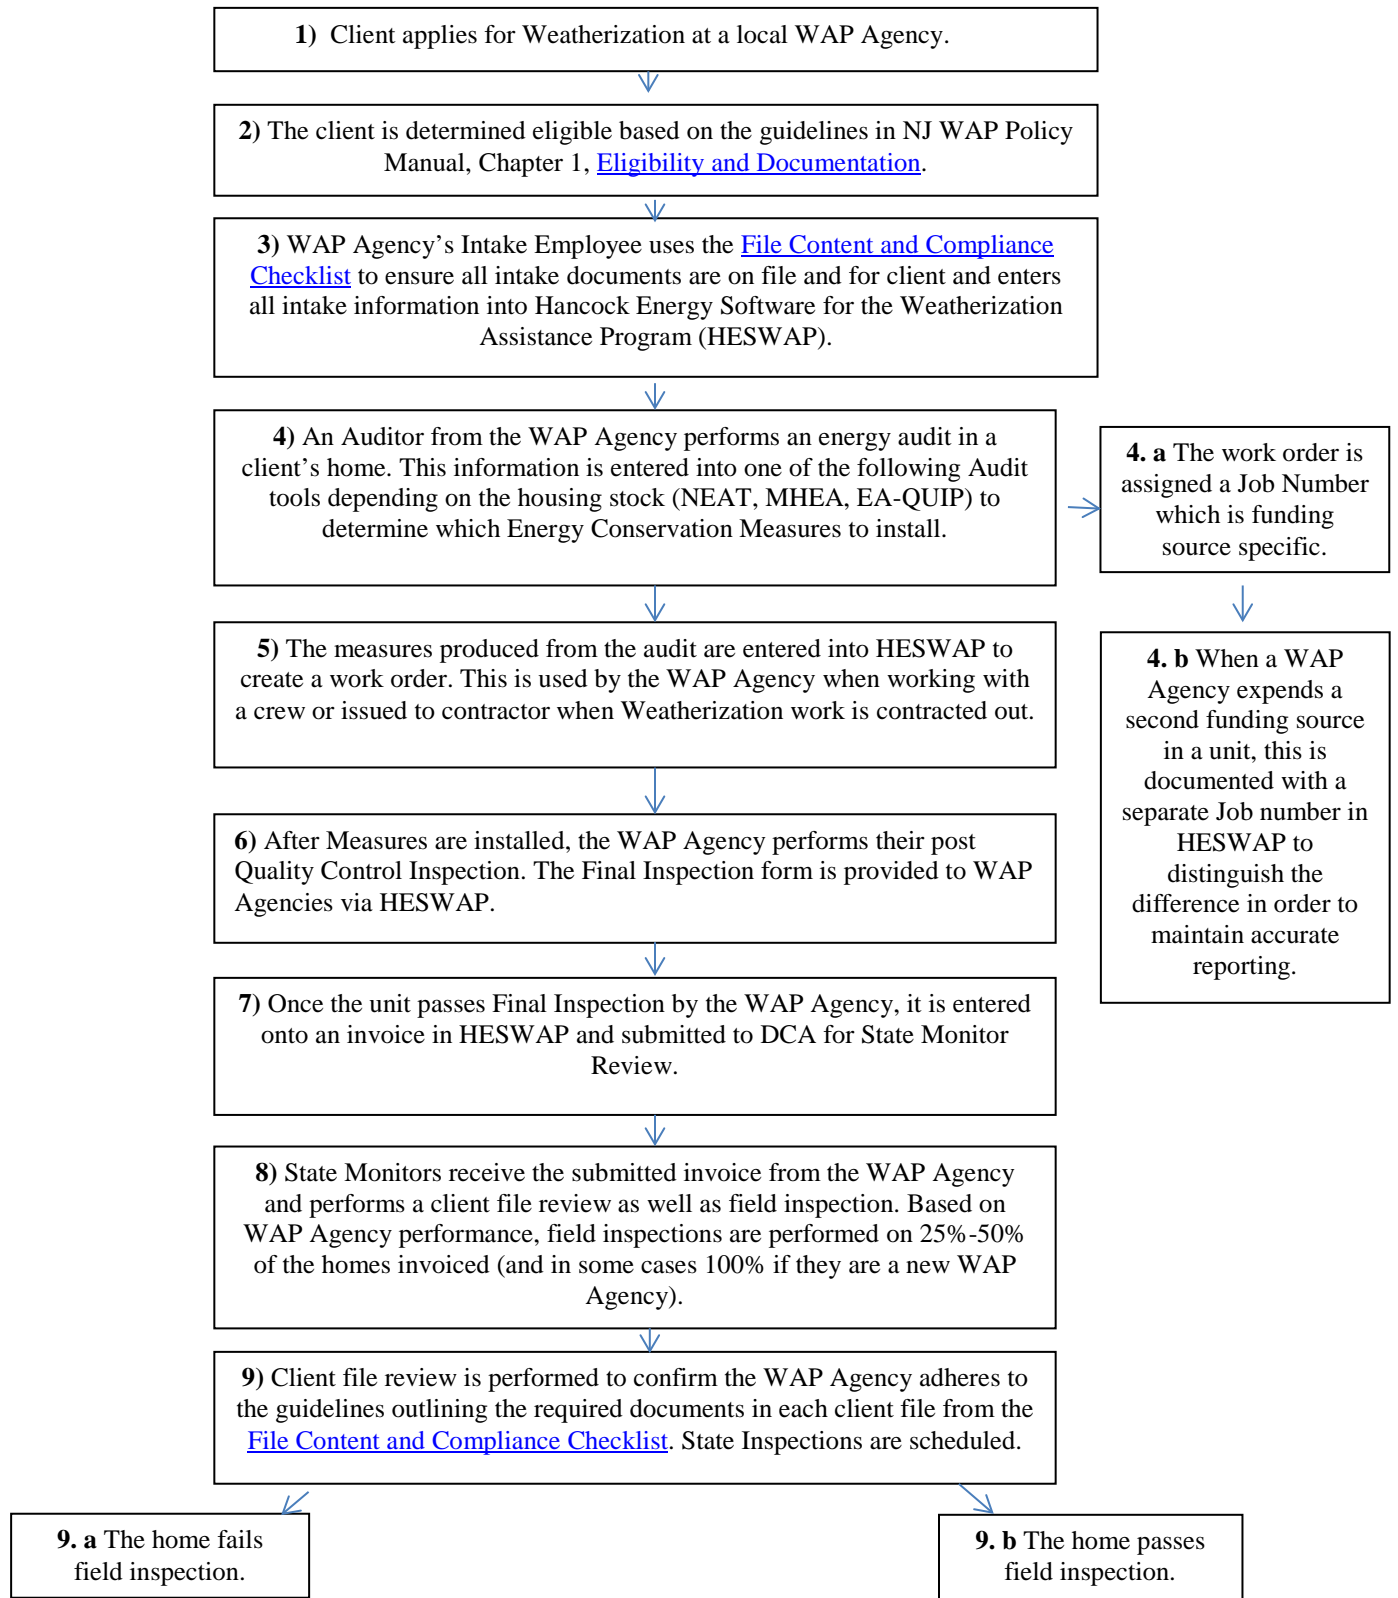 1) Client applies for Weatherization at a local WAP Agency.
2) The client is determined eligible based on the guidelines in NJ WAP Policy
Manual, Chapter 1, Eligibility and Documentation.
3) WAP Agency’s Intake Employee uses the File Content and Compliance
Checklist to ensure all intake documents are on file and for client and enters
all intake information into Hancock Energy Software for the Weatherization
Assistance Program (HESWAP).
4) An Auditor from the WAP Agency performs an energy audit in a
client’s home. This information is entered into one of the following Audit
tools depending on the housing stock (NEAT, MHEA, EA-QUIP) to
determine which Energy Conservation Measures to install.
4. a The work order is
assigned a Job Number
which is funding
source specific.
4. b When a WAP
Agency expends a
second funding source
in a unit, this is
documented with a
separate Job number in
HESWAP to
distinguish the
difference in order to
maintain accurate
reporting.
5) The measures produced from the audit are entered into HESWAP to
create a work order. This is used by the WAP Agency when working with
a crew or issued to contractor when Weatherization work is contracted out.
6) After Measures are installed, the WAP Agency performs their post
Quality Control Inspection. The Final Inspection form is provided to WAP
Agencies via HESWAP.
7) Once the unit passes Final Inspection by the WAP Agency, it is entered
onto an invoice in HESWAP and submitted to DCA for State Monitor
Review.
8) State Monitors receive the submitted invoice from the WAP Agency
and performs a client file review as well as field inspection. Based on
WAP Agency performance, field inspections are performed on 25%-50%
of the homes invoiced (and in some cases 100% if they are a new WAP
Agency).
9) Client file review is performed to confirm the WAP Agency adheres to
the guidelines outlining the required documents in each client file from the
File Content and Compliance Checklist. State Inspections are scheduled.
9. a The home fails
field inspection.
9. b The home passes
field inspection.